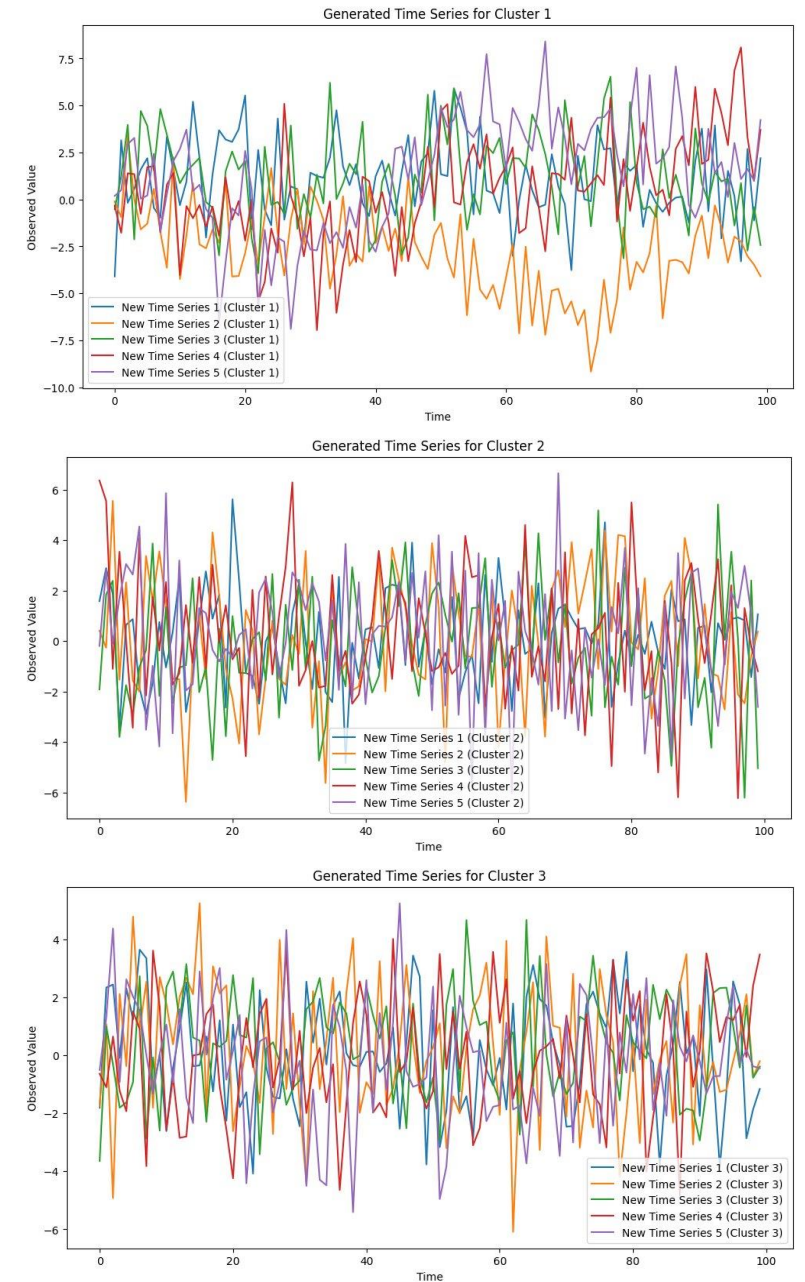 Generated Time Series for Cluster 1
7.5
5.0
2.5
0.0
−2.5
−5.0
−7.5
−10.0
Observed Value
New Time Series 1 (Cluster 1)
New Time Series 2 (Cluster 1)
New Time Series 3 (Cluster 1)
New Time Series 4 (Cluster 1)
New Time Series 5 (Cluster 1)
0 20 40 60 80 100
Time
Generated Time Series for Cluster 2
6
4
2
0
−2
−4
−6
Observed Value
New Time Series 1 (Cluster 2)
New Time Series 2 (Cluster 2)
New Time Series 3 (Cluster 2)
New Time Series 4 (Cluster 2)
New Time Series 5 (Cluster 2)
0 20 40 60 80 100
Time
Generated Time Series for Cluster 3
4
2
0
−2
−4
−6
Observed Value
New Time Series 1 (Cluster 3)
New Time Series 2 (Cluster 3)
New Time Series 3 (Cluster 3)
New Time Series 4 (Cluster 3)
New Time Series 5 (Cluster 3)
0 20 40 60 80 100
Time